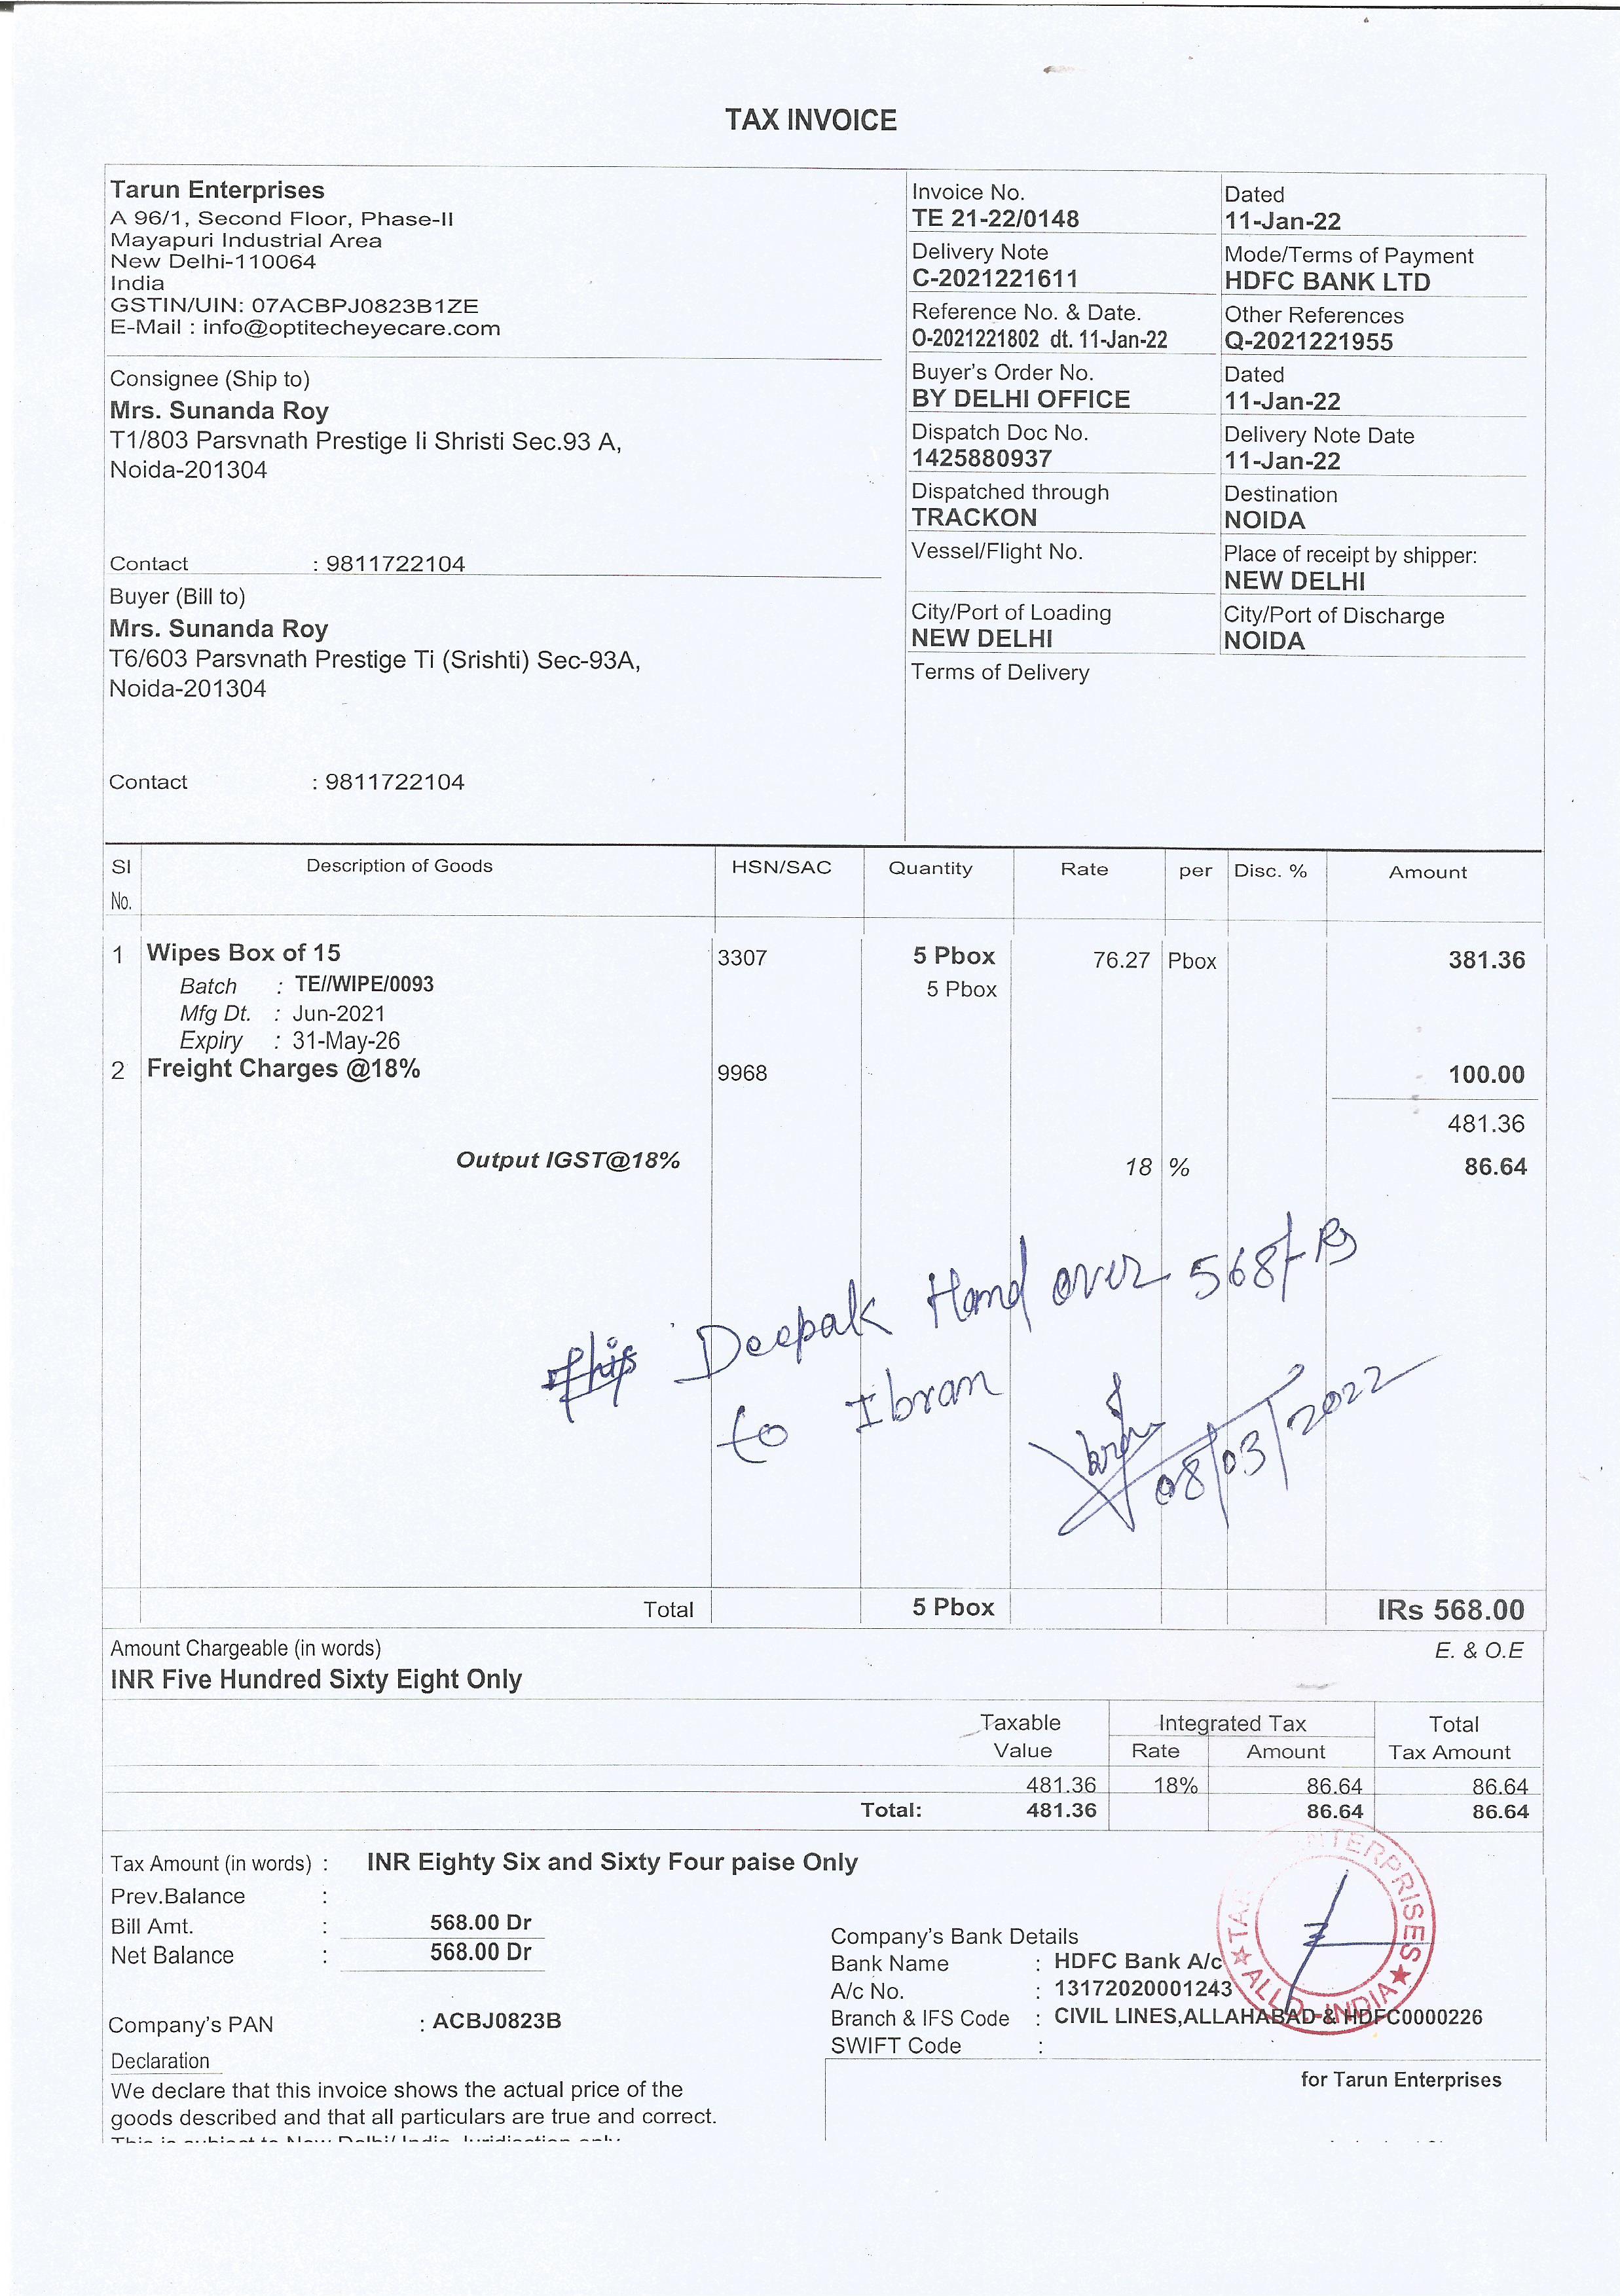 TAX INVOICE
Tarun Enterprises
A 96/1, Second Floor, Phase-II
Mayapuri Industrial Area
New Delhi-110064
India
GSTIN/UIN: 07ACBPJ0823B1ZE
E-Mail : info@optitecheyecare.com
Consignee (Ship to)
Mrs. Sunanda Roy
T1/803 Parsvnath Prestige Ii Shristi Sec.93 A,
Noida-201304
Contact : 9811722104
Buyer (Bill to)
Mrs. Sunanda Roy
T6/603 Parsvnath Prestige Ti (Srishti) Sec-93A,
Noida-201304
Contact : 9811722104
Invoice No. Dated
TE 21-22/0148 11-Jan-22
Delivery Note Mode/Terms of Payment
C-2021221611 HDFC BANK LTD
Reference No. & Date. Other References
O-2021221802 dt. 11-Jan-22 Q-2021221955
Buyer's Order No. Dated
BY DELHI OFFICE 11-Jan-22
Dispatch Doc No. Delivery Note Date
1425880937 11-Jan-22
Dispatched through Destination
TRACKON NOIDA
Vessel/Flight No. Place of receipt by shipper:
NEW DELHI
City/Port of Loading City/Port of Discharge
NEW DELHI NOIDA
Terms of Delivery
SI No. Description of Goods HSN/SAC Quantity Rate per Disc. % Amount
1 Wipes Box of 15 3307 5 Pbox 76.27 Pbox 381.36
Batch : TE//WIPE/0093 5 Pbox
Mfg Dt. : Jun-2021
Expiry : 31-May-26
2 Freight Charges @18% 9968 100.00
481.36
Output IGST@18% 18 % 86.64
This Deepak Hand over 568/- Rs
to Ibran
08/03/2022
Total 5 Pbox IRs 568.00
Amount Chargeable (in words) E. & O.E
INR Five Hundred Sixty Eight Only
Taxable Value Integrated Tax Total Tax Amount
Rate Amount
481.36 18% 86.64 86.64
Total: 481.36 86.64 86.64
Tax Amount (in words) : INR Eighty Six and Sixty Four paise Only
Prev.Balance :
Bill Amt. : 568.00 Dr
Net Balance : 568.00 Dr
Company's Bank Details
Bank Name : HDFC Bank A/c
A/c No. : 13172020001243
Branch & IFS Code : CIVIL LINES,ALLAHABAD & HDFC0000226
SWIFT Code :
Company's PAN : ACBJ0823B
Declaration
We declare that this invoice shows the actual price of the
goods described and that all particulars are true and correct.
for Tarun Enterprises